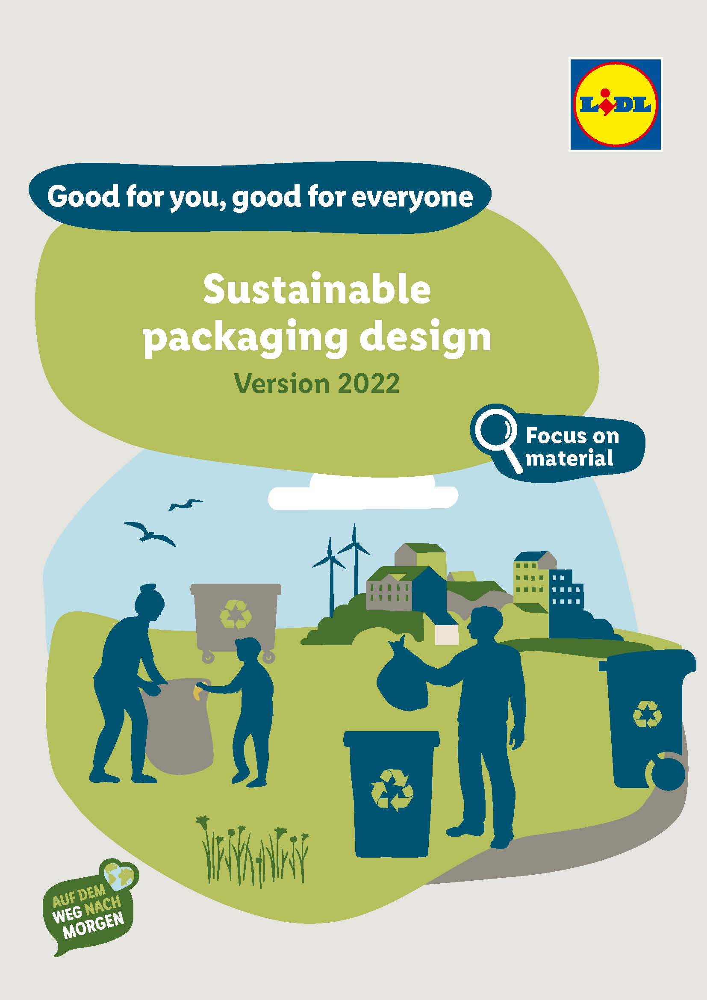 LiDL
Good for you, good for everyone
Sustainable
packaging design
Version 2022
Focus on
material
AUF DEM
WEG NACH
MORGEN